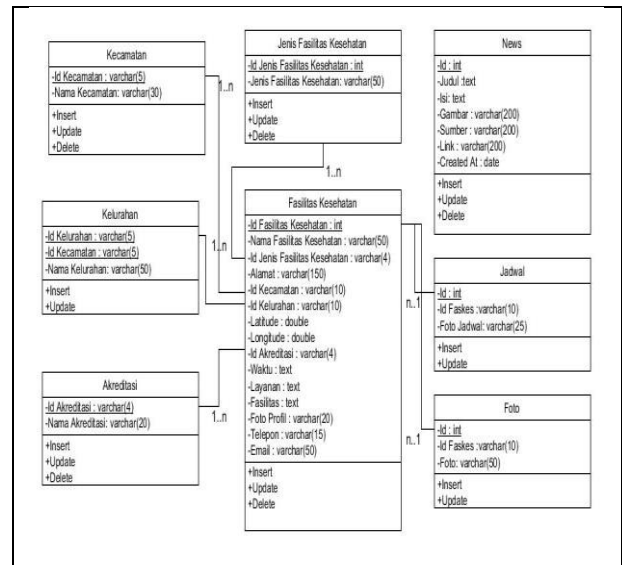 Kecamatan
-Id Kecamatan : varchar(5)
-Nama Kecamatan: varchar(30)
+Insert
+Update
+Delete
1..n
Jenis Fasilitas Kesehatan
-Id Jenis Fasilitas Kesehatan : int
-Jenis Fasilitas Kesehatan: varchar(50)
+Insert
+Update
+Delete
1..n
News
-Id : int
-Judul :text
-Isi: text
-Gambar : varchar(200)
-Sumber : varchar(200)
-Link : varchar(200)
-Created At : date
+Insert
+Update
+Delete
Kelurahan
-Id Kelurahan : varchar(5)
-Id Kecamatan : varchar(5)
-Nama Kelurahan: varchar(50)
+Insert
+Update
1..n
Fasilitas Kesehatan
-Id Fasilitas Kesehatan : int
-Nama Fasilitas Kesehatan : varchar(50)
-Id Jenis Fasilitas Kesehatan : varchar(4)
-Alamat : varchar(150)
-Id Kecamatan : varchar(10)
-Id Kelurahan : varchar(10)
-Latitude : double
-Longitude : double
-Id Akreditasi : varchar(4)
-Waktu : text
-Layanan : text
-Fasilitas : text
-Foto Profil : varchar(20)
-Telepon : varchar(15)
-Email : varchar(50)
+Insert
+Update
+Delete
Jadwal
-Id : int
-Id Faskes : varchar(10)
-Foto Jadwal: varchar(25)
+Insert
+Update
n..1
Akreditasi
-Id Akreditasi : varchar(4)
-Nama Akreditasi: varchar(20)
+Insert
+Update
+Delete
1..n
Foto
-Id : int
-Id Faskes : varchar(10)
-Foto: varchar(50)
+Insert
+Update
n..1